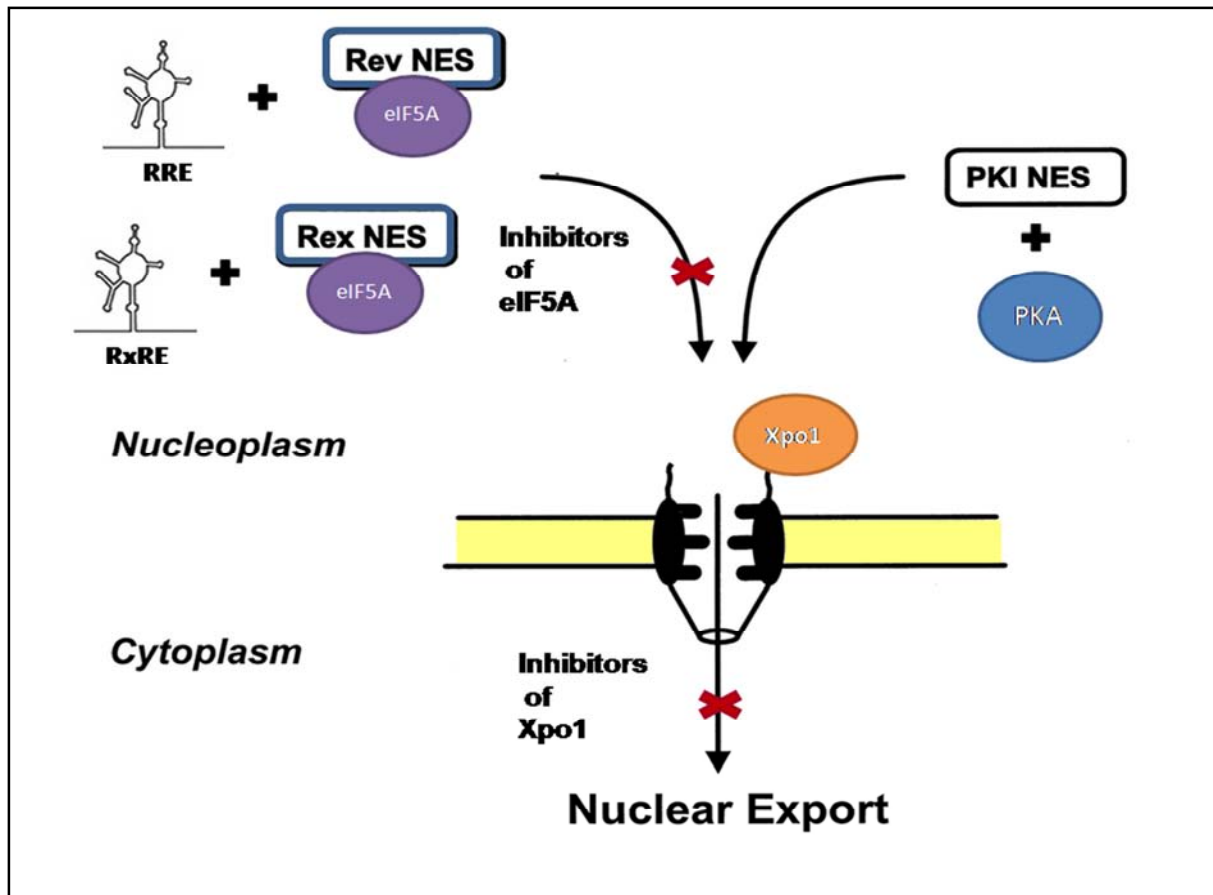 Rev NES
eIF5A
RRE
PKI NES
Rex NES
eIF5A
Inhibitors
of
eIF5A
PKA
RxRE
Xpo1
Nucleoplasm
Cytoplasm
Inhibitors
of
Xpo1
Nuclear Export